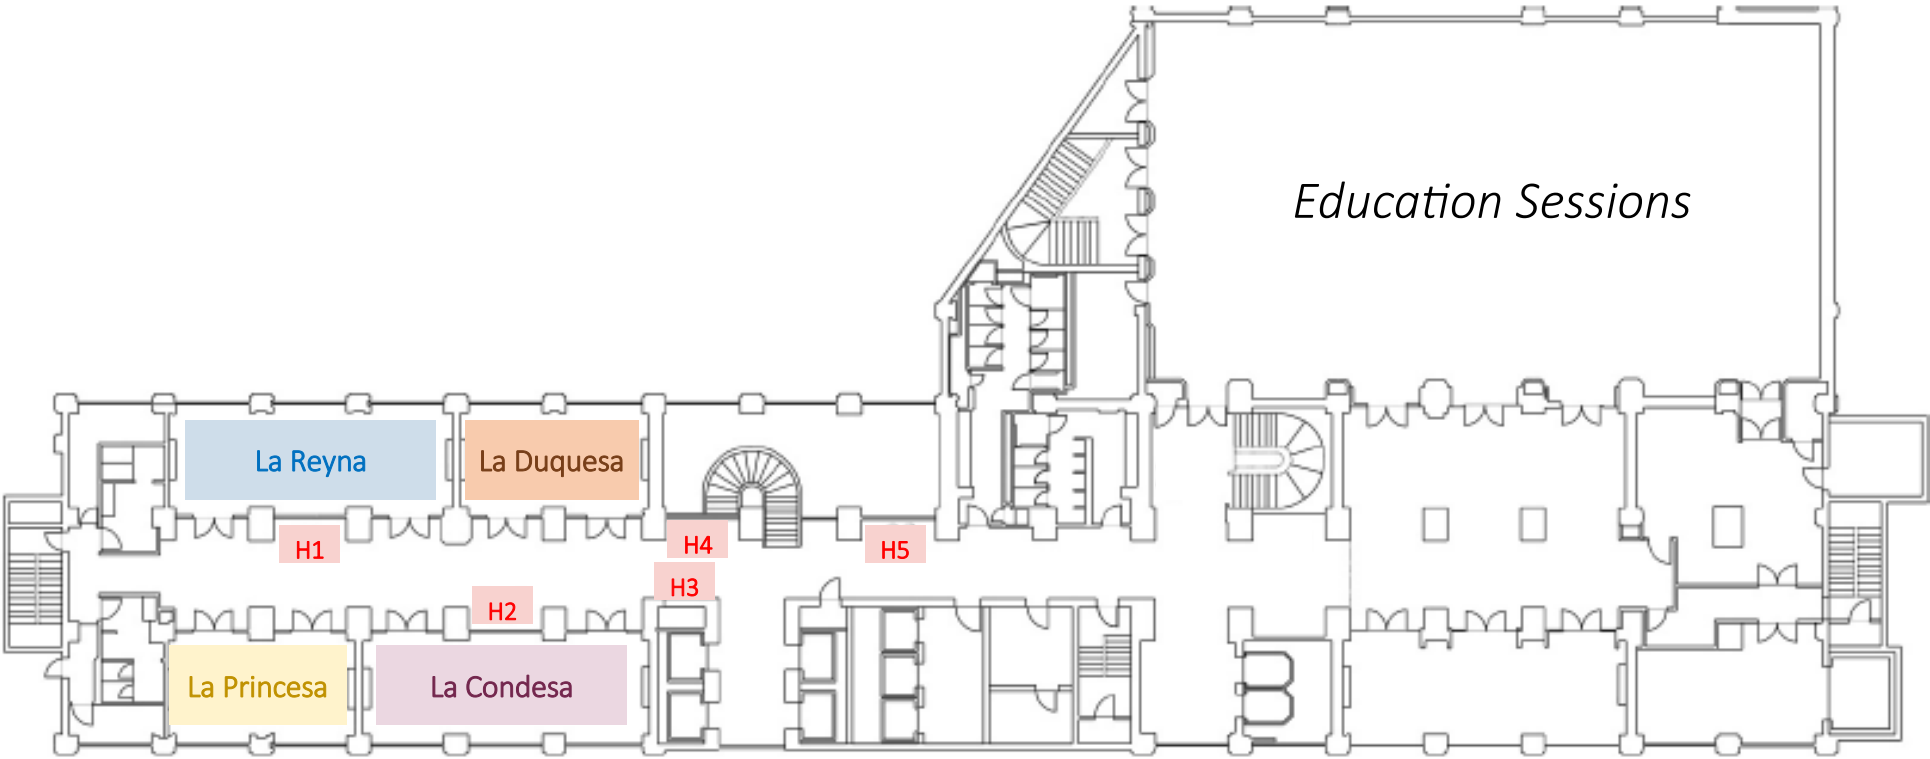 Education Sessions
La Reyna
La Duquesa
H1
H4
H5
H3
H2
La Princesa
La Condesa